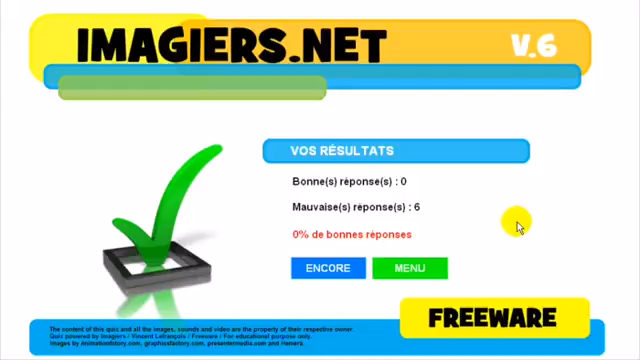 IMAGIERS.NET
V.6
VOS RÉSULTATS
Bonne(s) réponse(s) : 0
Mauvaise(s) réponse(s) : 6
0% de bonnes réponses
ENCORE
MENU
FREEWARE
The content of this quiz and all the images, sounds and video are the property of their respective owner.
Quiz powered by Imagiers / Vincent Lefrançois / Freeware / For educational purpose only.
Images by Animationfstory.com, graphicsfactory.com, presentermedia.com and Hemera.